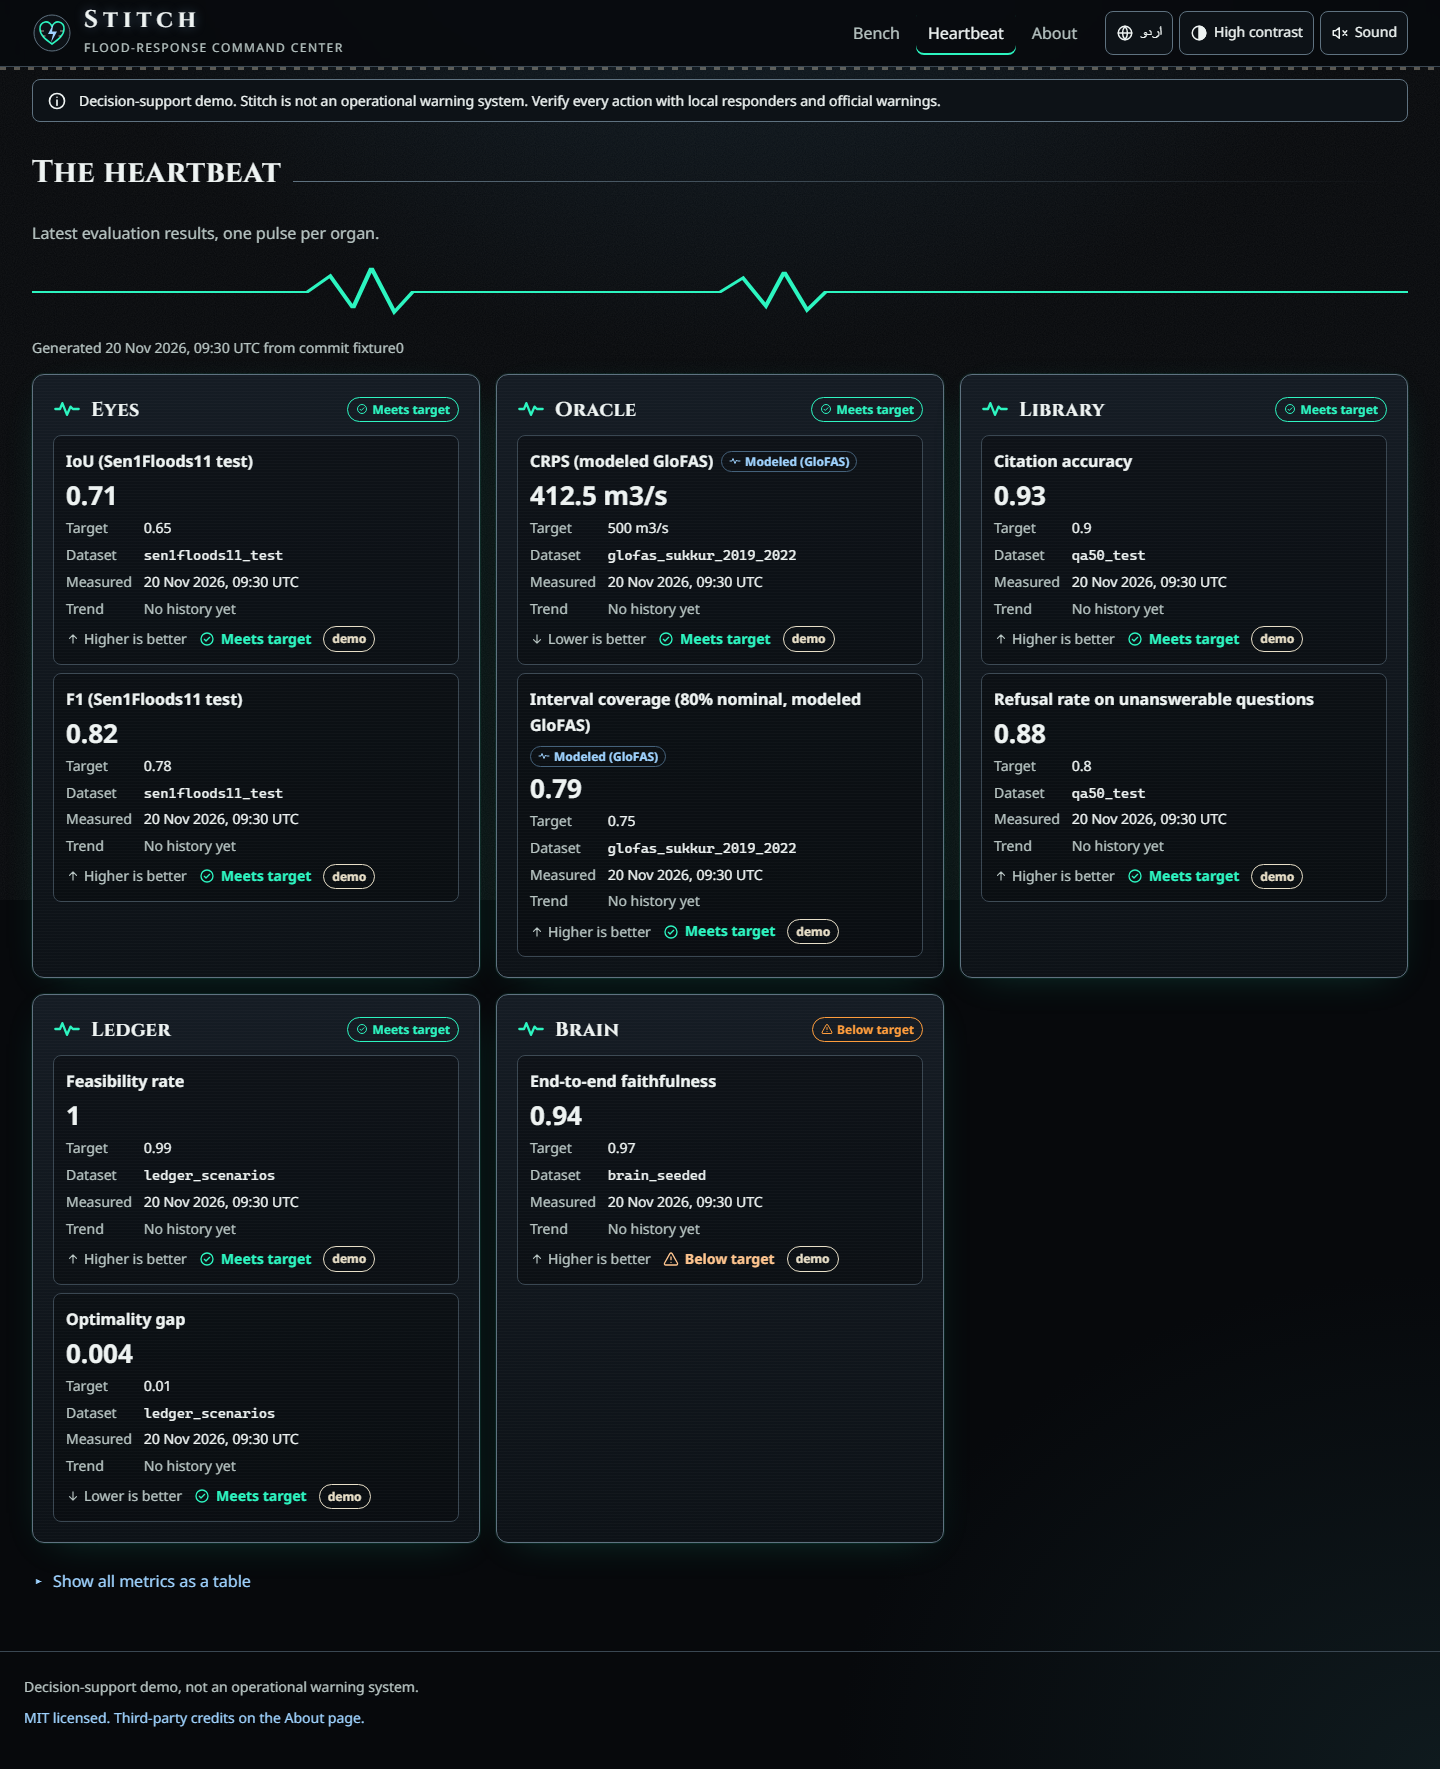 Stitch
FLOOD-RESPONSE COMMAND CENTER
Bench
Heartbeat
About
اردو
High contrast
Sound
Decision-support demo. Stitch is not an operational warning system. Verify every action with local responders and official warnings.
The heartbeat
Latest evaluation results, one pulse per organ.
Generated 20 Nov 2026, 09:30 UTC from commit fixture0
Eyes
Meets target
IoU (Sen1Floods11 test)
0.71
Target 0.65
Dataset sen1floods11_test
Measured 20 Nov 2026, 09:30 UTC
Trend No history yet
↑ Higher is better Meets target demo
F1 (Sen1Floods11 test)
0.82
Target 0.78
Dataset sen1floods11_test
Measured 20 Nov 2026, 09:30 UTC
Trend No history yet
↑ Higher is better Meets target demo
Oracle
Meets target
CRPS (modeled GloFAS) Modeled (GloFAS)
412.5 m3/s
Target 500 m3/s
Dataset glofas_sukkur_2019_2022
Measured 20 Nov 2026, 09:30 UTC
Trend No history yet
↓ Lower is better Meets target demo
Interval coverage (80% nominal, modeled
GloFAS)
Modeled (GloFAS)
0.79
Target 0.75
Dataset glofas_sukkur_2019_2022
Measured 20 Nov 2026, 09:30 UTC
Trend No history yet
↑ Higher is better Meets target demo
Library
Meets target
Citation accuracy
0.93
Target 0.9
Dataset qa50_test
Measured 20 Nov 2026, 09:30 UTC
Trend No history yet
↑ Higher is better Meets target demo
Refusal rate on unanswerable questions
0.88
Target 0.8
Dataset qa50_test
Measured 20 Nov 2026, 09:30 UTC
Trend No history yet
↑ Higher is better Meets target demo
Ledger
Meets target
Feasibility rate
1
Target 0.99
Dataset ledger_scenarios
Measured 20 Nov 2026, 09:30 UTC
Trend No history yet
↑ Higher is better Meets target demo
Optimality gap
0.004
Target 0.01
Dataset ledger_scenarios
Measured 20 Nov 2026, 09:30 UTC
Trend No history yet
↓ Lower is better Meets target demo
Brain
Below target
End-to-end faithfulness
0.94
Target 0.97
Dataset brain_seeded
Measured 20 Nov 2026, 09:30 UTC
Trend No history yet
↑ Higher is better Below target demo
Show all metrics as a table
Decision-support demo, not an operational warning system.
MIT licensed. Third-party credits on the About page.